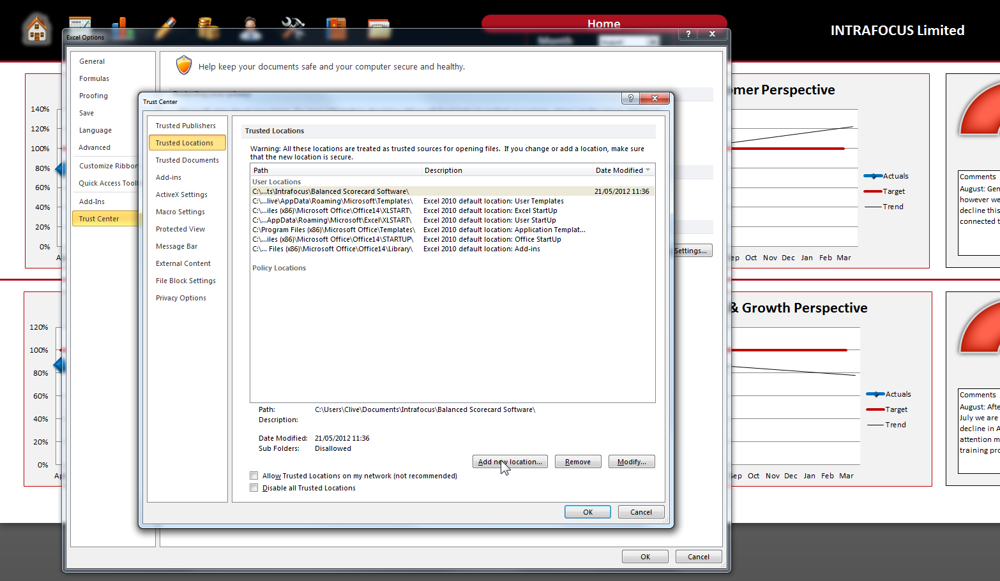 Home
INTRAFOCUS Limited
Month
August
Excel Options
General
Formulas
Proofing
Save
Language
Advanced
Customize Ribbon
Quick Access Tool
Add-Ins
Trust Center
Help keep your documents safe and your computer secure and healthy.
Settings...
OK
Cancel
Trust Center
Trusted Publishers
Trusted Locations
Trusted Documents
Add-ins
ActiveX Settings
Macro Settings
Protected View
Message Bar
External Content
File Block Settings
Privacy Options
Trusted Locations
Warning: All these locations are treated as trusted sources for opening files. If you change or add a location, make sure
that the new location is secure.
Path Description Date Modified
User Locations
C:\...ts\Intrafocus\Balanced Scorecard Software\ 21/05/2012 11:36
C:\...live\AppData\Roaming\Microsoft\Templates\ Excel 2010 default location: User Templates
C:\...iles (x86)\Microsoft Office\Office14\XLSTART\ Excel 2010 default location: Excel StartUp
C:\...AppData\Roaming\Microsoft\Excel\XLSTART\ Excel 2010 default location: User StartUp
C:\Program Files (x86)\Microsoft Office\Templates\ Excel 2010 default location: Application Templat...
C:\...iles (x86)\Microsoft Office\Office14\STARTUP\ Excel 2010 default location: Office StartUp
C:\... Files (x86)\Microsoft Office\Office14\Library\ Excel 2010 default location: Add-ins
Policy Locations
Path: C:\Users\Clive\Documents\Intrafocus\Balanced Scorecard Software\
Description:
Date Modified: 21/05/2012 11:36
Sub Folders: Disallowed
Add new location... Remove Modify...
Allow Trusted Locations on my network (not recommended)
Disable all Trusted Locations
OK Cancel
140%
120%
100%
80%
60%
40%
20%
0%
A
omer Perspective
Actuals
Target
Trend
ep Oct Nov Dec Jan Feb Mar
Comments
August: Gen
however we
decline this
connected t
120%
100%
80%
60%
40%
20%
0%
Ap
& Growth Perspective
Actuals
Target
Trend
Sep Oct Nov Dec Jan Feb Mar
Comments
August: Afte
July we are
decline in A
attention m
training pro